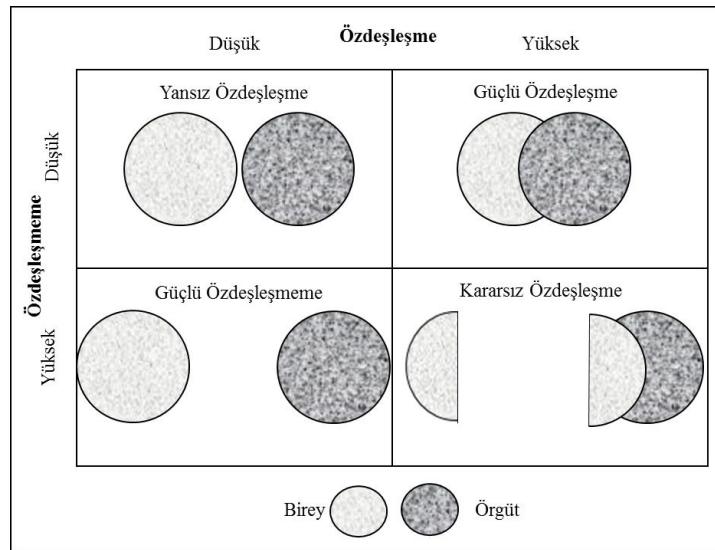 Özdeşleşme
Düşük
Yüksek
Özdeşleşmeme
Düşük
Yansız Özdeşleşme
Güçlü Özdeşleşme
Yüksek
Güçlü Özdeşleşmeme
Kararsız Özdeşleşme
Birey
Örgüt